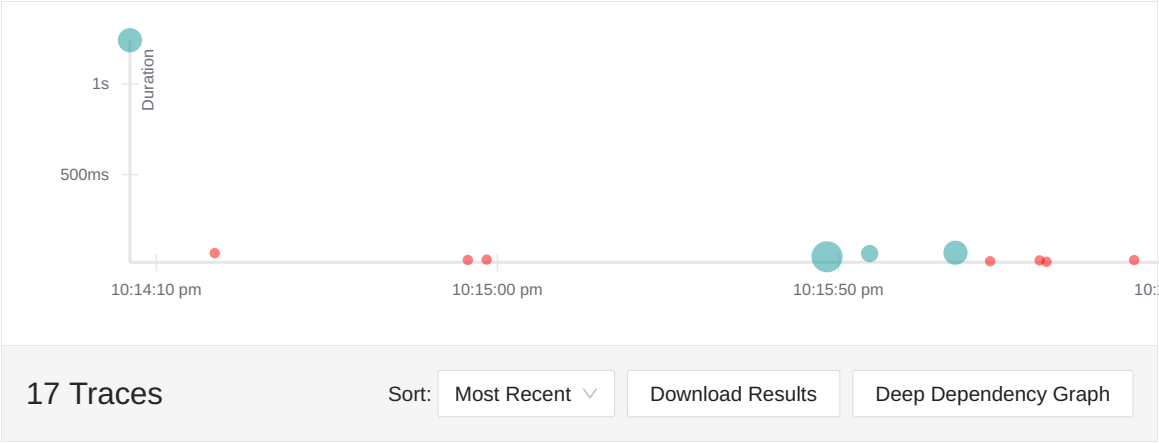 Duration
1s
500ms
10:14:10 pm
10:15:00 pm
10:15:50 pm
10:
17 Traces
Sort:
Most Recent
Download Results
Deep Dependency Graph